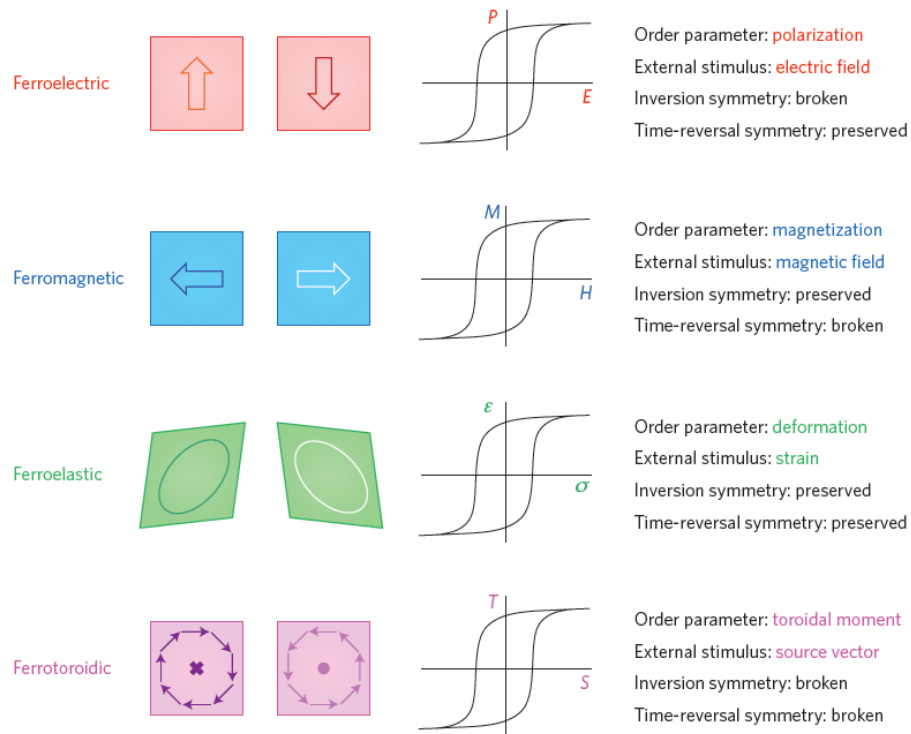 P
Order parameter: polarization
External stimulus: electric field
Ferroelectric
E
Inversion symmetry: broken
Time-reversal symmetry: preserved
M
Order parameter: magnetization
External stimulus: magnetic field
Ferromagnetic
H
Inversion symmetry: preserved
Time-reversal symmetry: broken
ε
Order parameter: deformation
External stimulus: strain
Ferroelastic
σ
Inversion symmetry: preserved
Time-reversal symmetry: preserved
T
Order parameter: toroidal moment
External stimulus: source vector
Ferrotoroidic
S
Inversion symmetry: broken
Time-reversal symmetry: broken